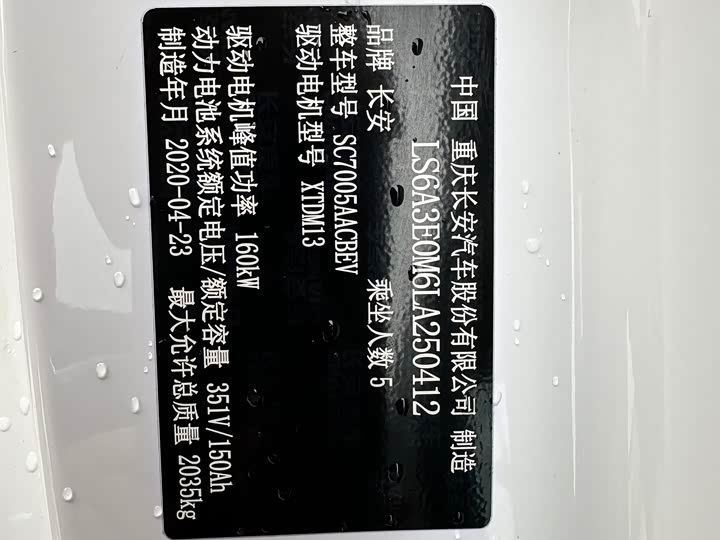 中国 重庆长安汽车股份有限公司 制造
LS6A3E0M6LA250412
品牌 长安 乘坐人数 5
整车型号 SC7005AACBEV
驱动电机型号 XTDM13
驱动电机峰值功率 160kW
动力电池系统额定电压/额定容量 351V/150Ah
制造年月 2020-04-23 最大允许总质量 2035kg